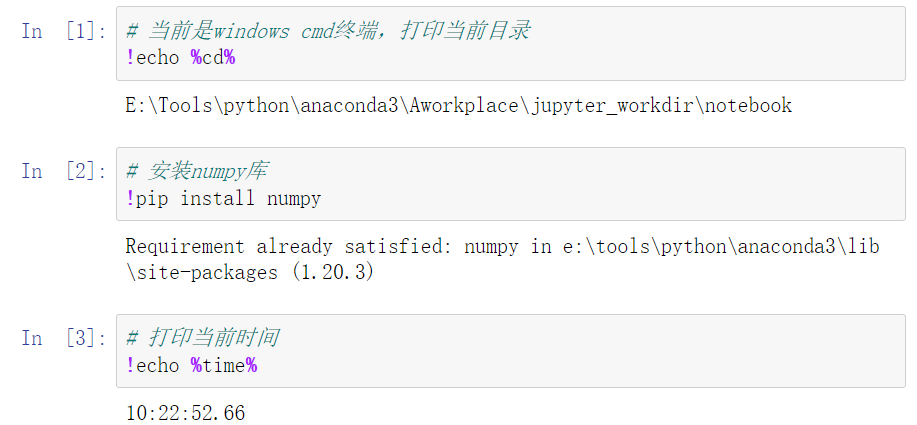 In [1]: # 当前是windows cmd终端，打印当前目录
!echo %cd%
E:\Tools\python\anaconda3\Aworkplace\jupyter_workdir\notebook
In [2]: # 安装numpy库
!pip install numpy
Requirement already satisfied: numpy in e:\tools\python\anaconda3\lib
\site-packages (1.20.3)
In [3]: # 打印当前时间
!echo %time%
10:22:52.66